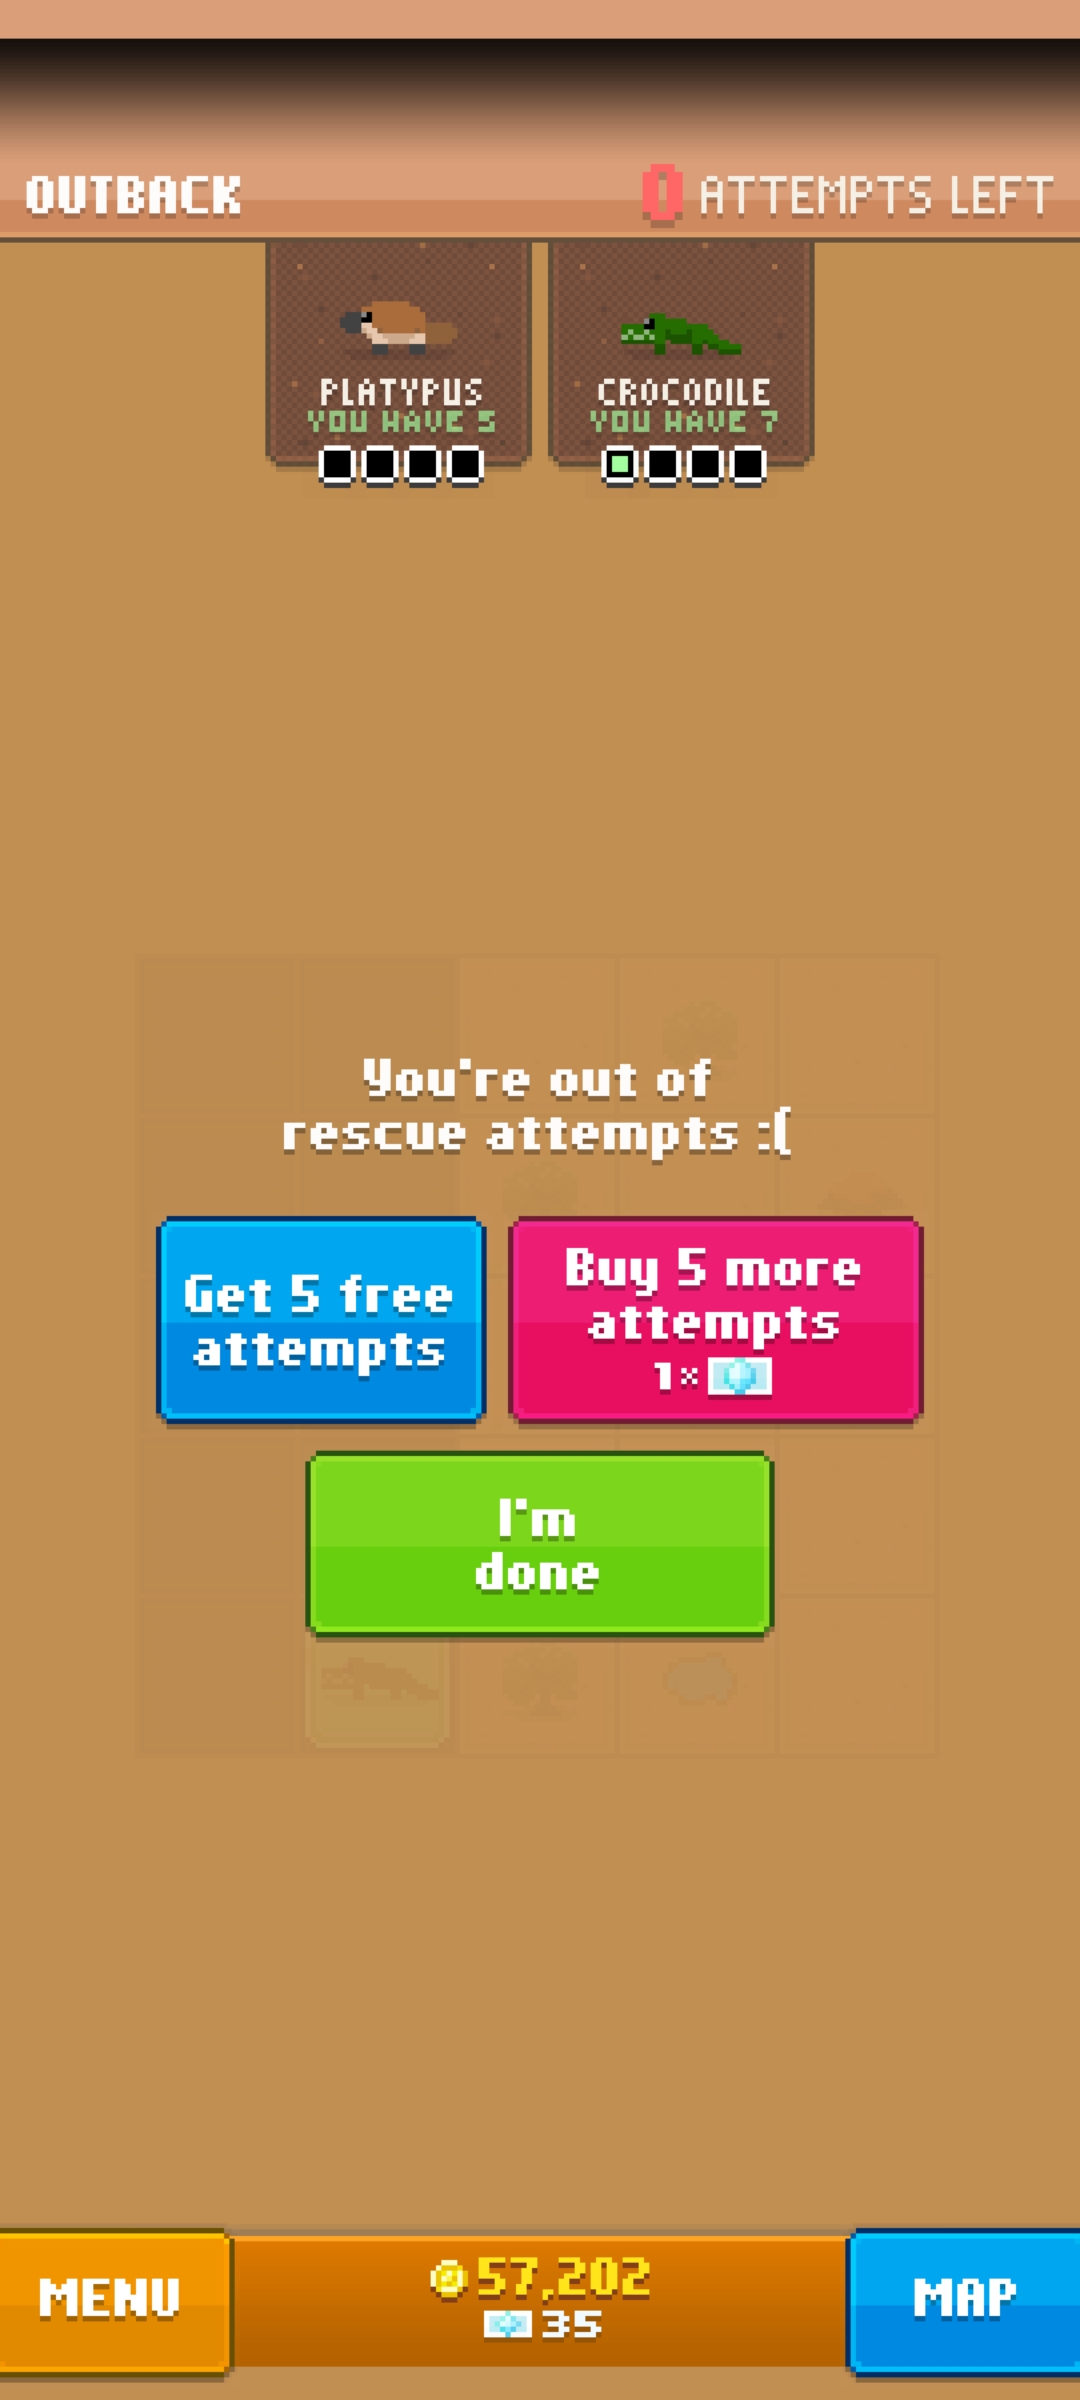 OUTBACK
0 ATTEMPTS LEFT
PLATYPUS
YOU HAVE 5
CROCODILE
YOU HAVE 7
You're out of
rescue attempts :(
Get 5 free
attempts
Buy 5 more
attempts
1×
I'm
done
MENU
57,202
35
MAP